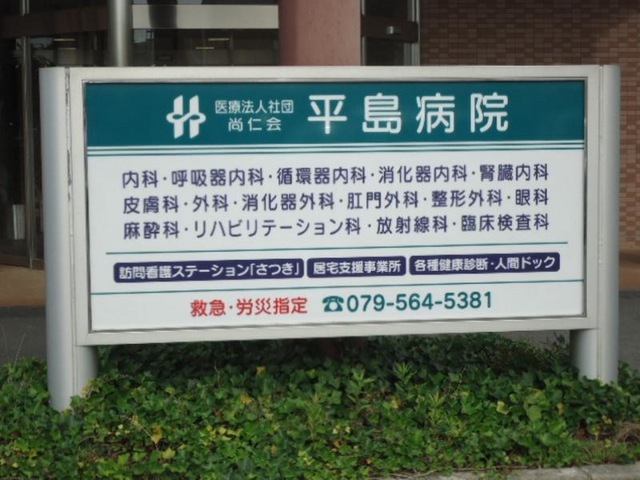 医療法人社団
尚仁会
平島病院
内科・呼吸器内科・循環器内科・消化器内科・腎臓内科
皮膚科・外科・消化器外科・肛門外科・整形外科・眼科
麻酔科・リハビリテーション科・放射線科・臨床検査科
訪問看護ステーション「さつき」 居宅支援事業所 各種健康診断・人間ドック
救急・労災指定 ☎079-564-5381